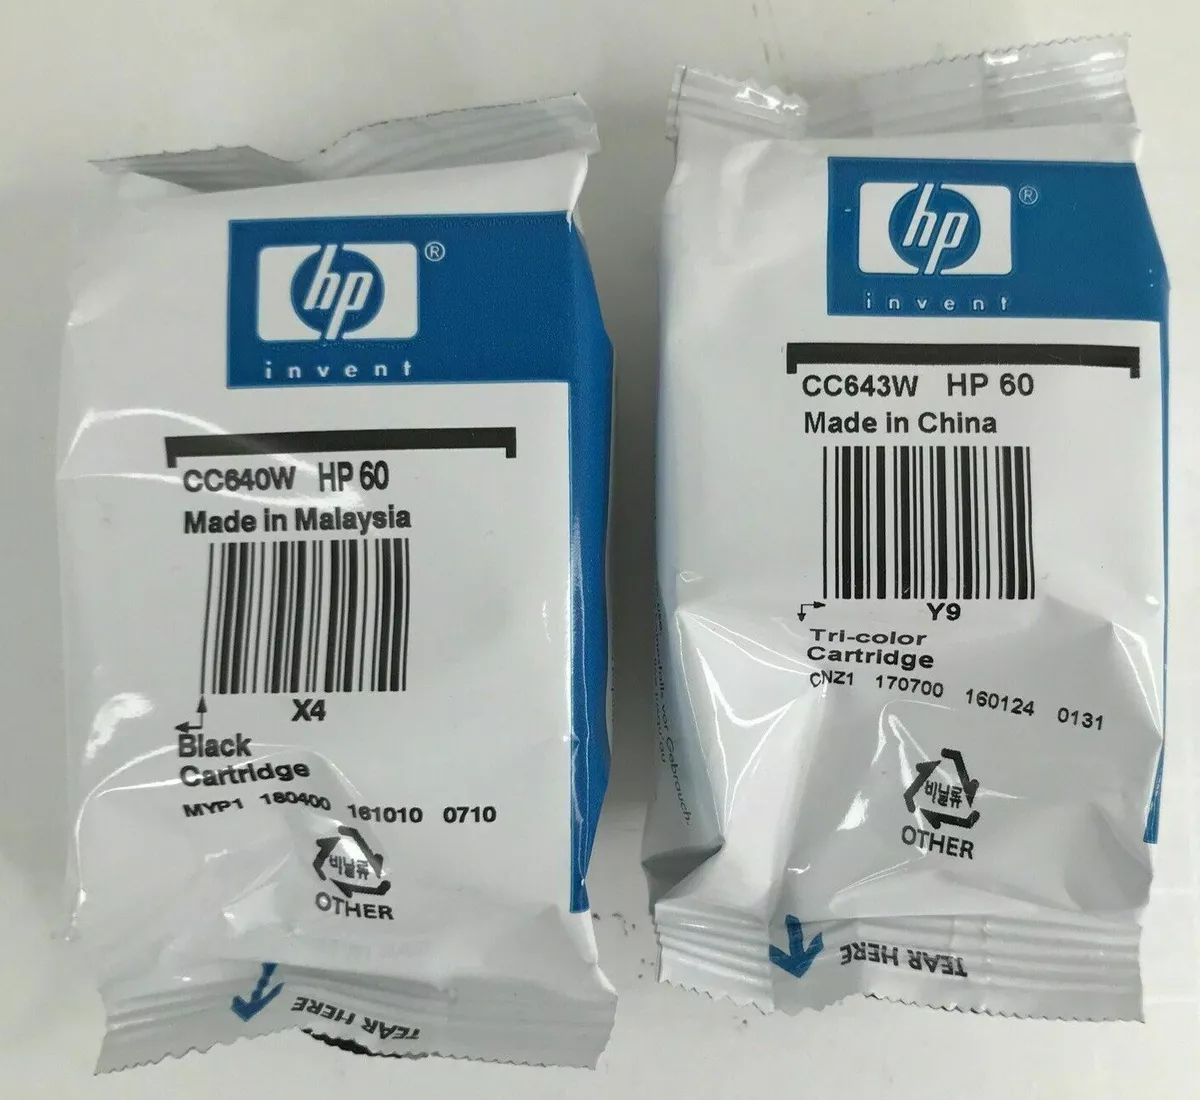 hp ®
invent
CC640W HP 60
Made in Malaysia
X4
Black
Cartridge
MYP1 180400 161010 0710
비닐류
OTHER
TEAR HERE
hp ®
invent
CC643W HP 60
Made in China
Y9
Tri-color
Cartridge
CNZ1 170700 160124 0131
비닐류
OTHER
TEAR HERE
vor Gebrauch-